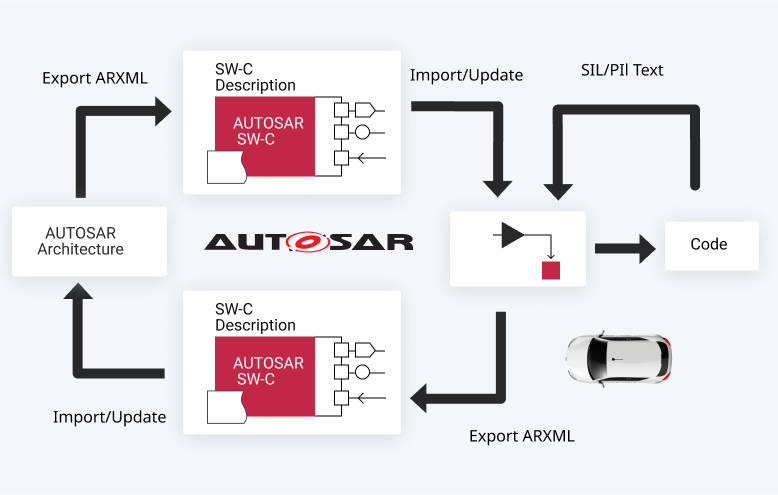 Export ARXML
SW-C
Description
AUTOSAR
SW-C
Import/Update
SIL/PIl Text
AUTOSAR
Architecture
AUTOSAR
Code
SW-C
Description
AUTOSAR
SW-C
Import/Update
Export ARXML